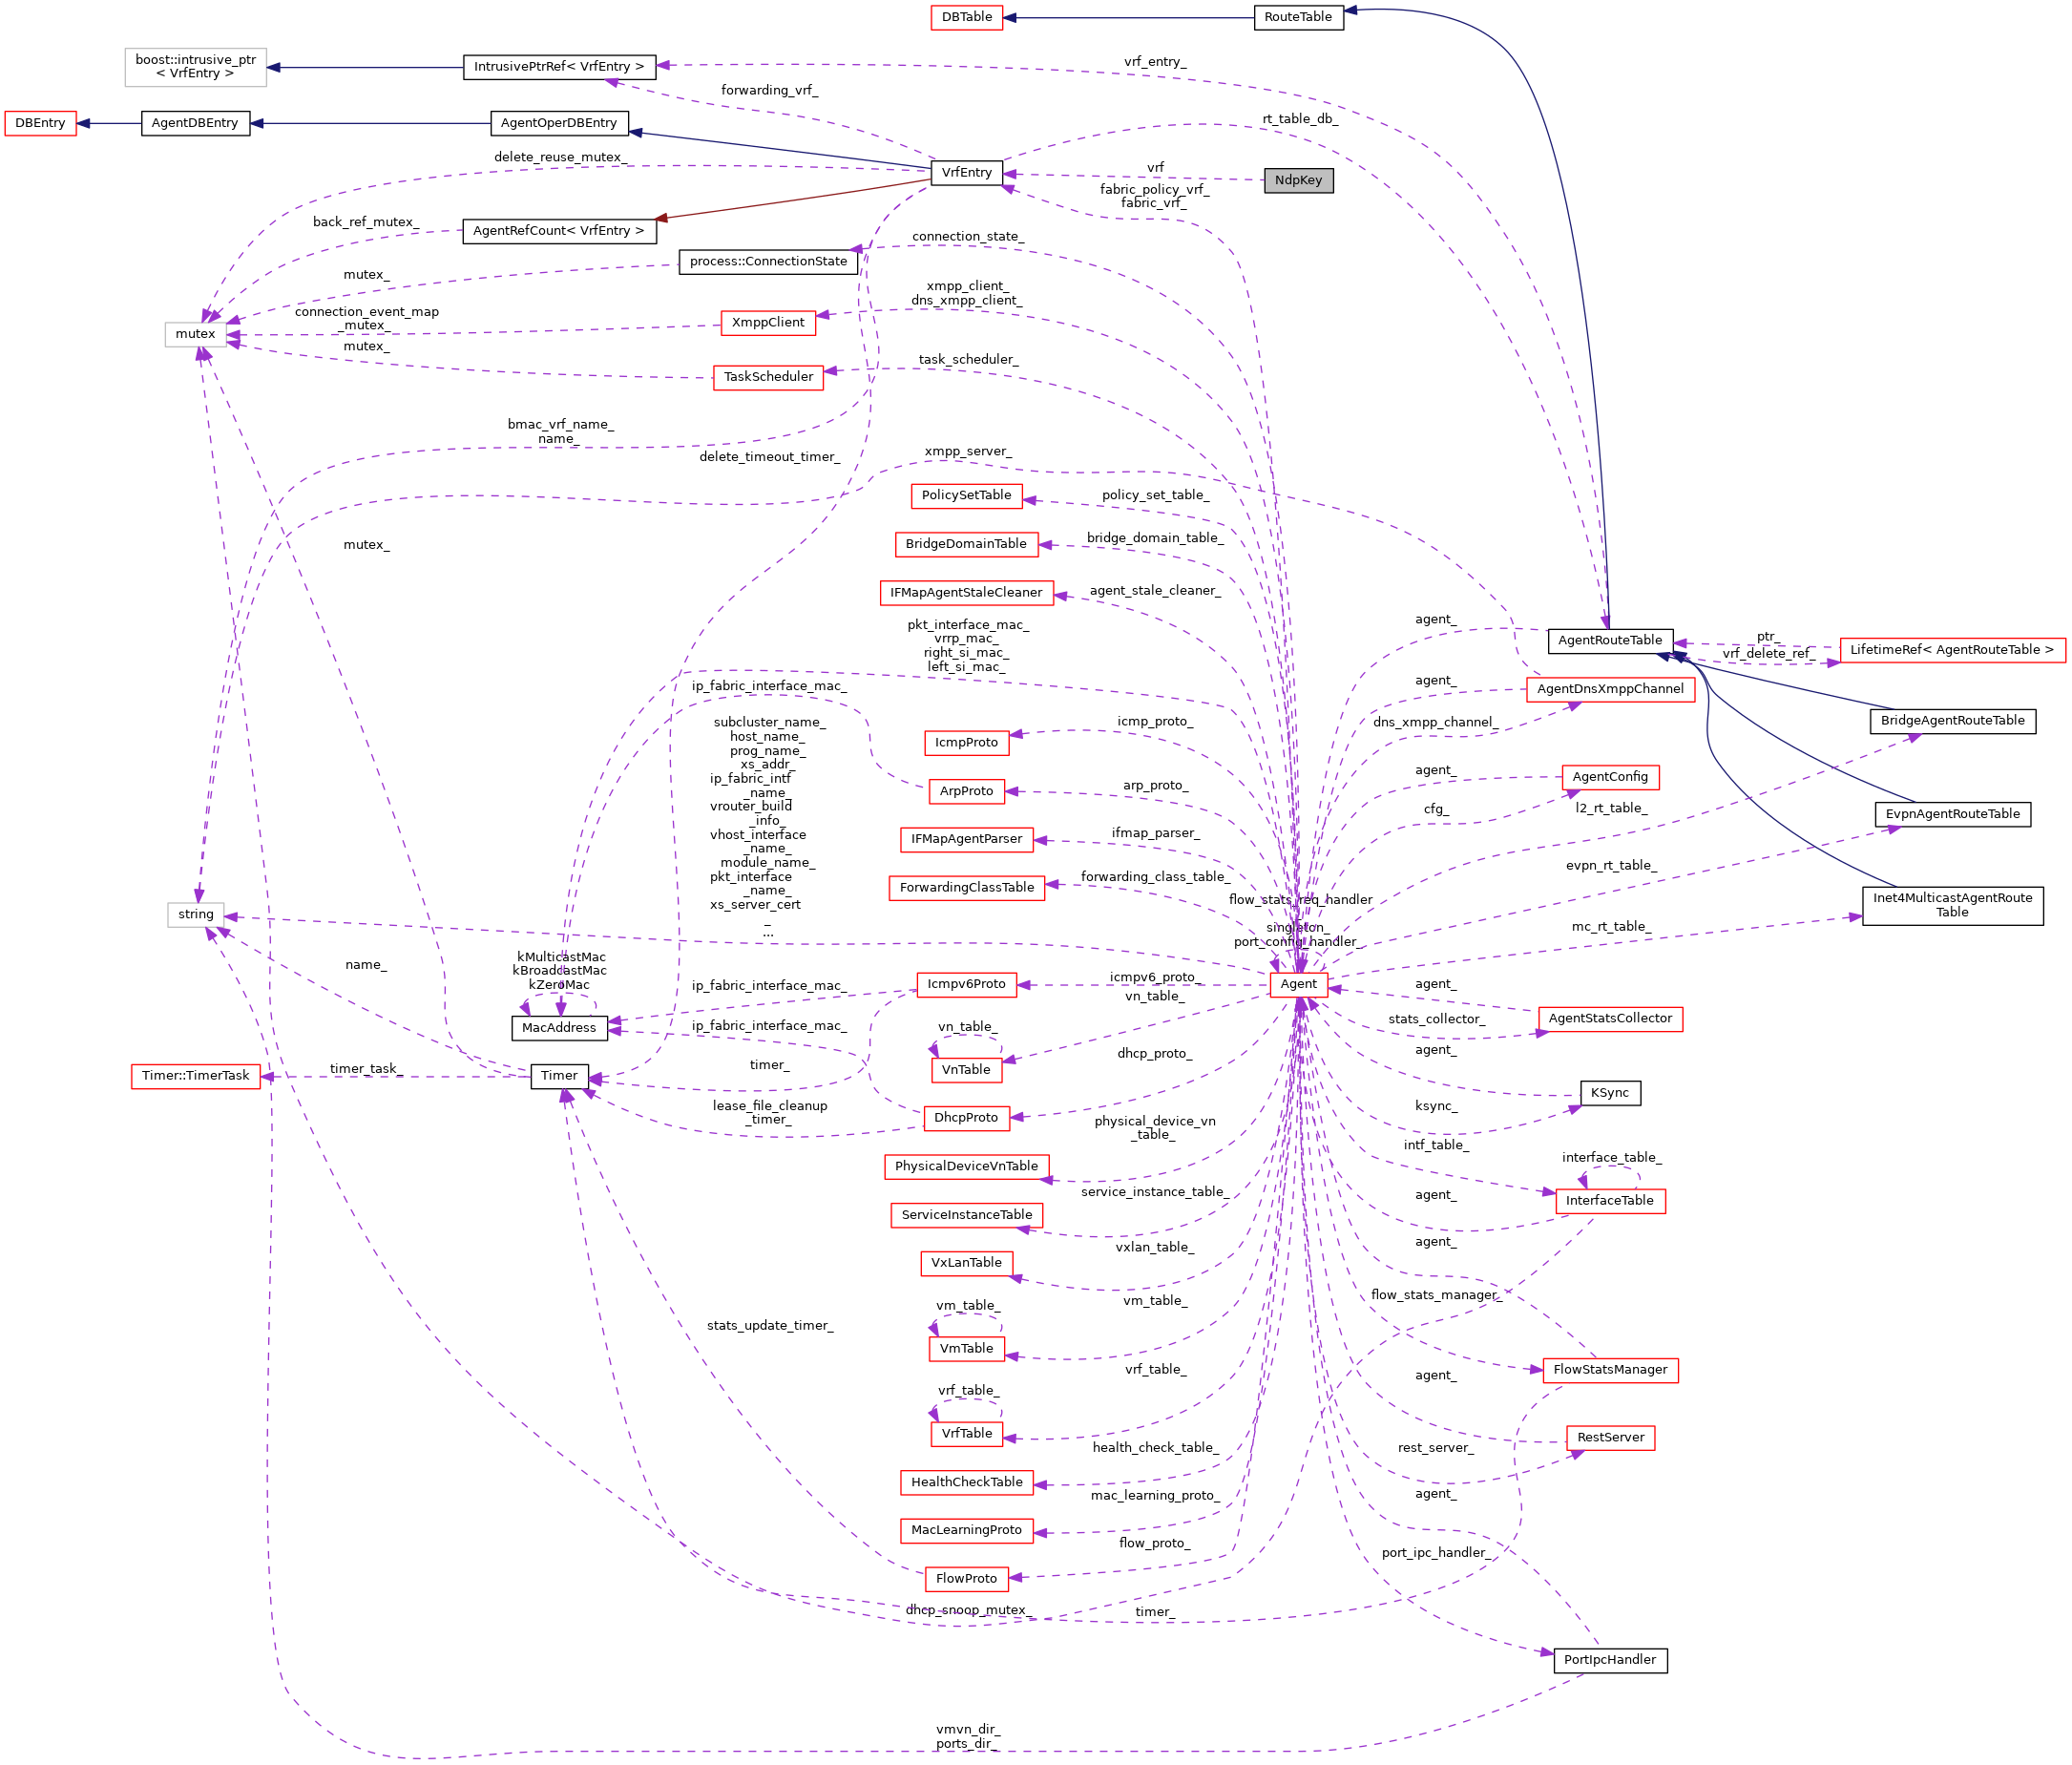 DBTable
RouteTable
boost::intrusive_ptr
< VrfEntry >
IntrusivePtrRef< VrfEntry >
vrf_entry_
forwarding_vrf_
DBEntry
AgentDBEntry
AgentOperDBEntry
rt_table_db_
delete_reuse_mutex_
VrfEntry
vrf
NdpKey
fabric_policy_vrf_
fabric_vrf_
back_ref_mutex_
AgentRefCount< VrfEntry >
connection_state_
process::ConnectionState
mutex_
xmpp_client_
dns_xmpp_client_
connection_event_map
_mutex_
XmppClient
mutex
mutex_
task_scheduler_
TaskScheduler
bmac_vrf_name_
name_
delete_timeout_timer_
xmpp_server_
PolicySetTable
policy_set_table_
mutex_
BridgeDomainTable
bridge_domain_table_
IFMapAgentStaleCleaner
agent_stale_cleaner_
pkt_interface_mac_
vrrp_mac_
right_si_mac_
left_si_mac_
agent_
AgentRouteTable
ptr_
vrf_delete_ref_
LifetimeRef< AgentRouteTable >
ip_fabric_interface_mac_
agent_
AgentDnsXmppChannel
subcluster_name_
host_name_
prog_name_
xs_addr_
ip_fabric_intf
_name_
vrouter_build
_info_
vhost_interface
_name_
module_name_
pkt_interface
_name_
xs_server_cert
_
...
icmp_proto_
IcmpProto
dns_xmpp_channel_
BridgeAgentRouteTable
ArpProto
arp_proto_
agent_
AgentConfig
cfg_
l2_rt_table_
EvpnAgentRouteTable
IFMapAgentParser
ifmap_parser_
evpn_rt_table_
ForwardingClassTable
forwarding_class_table_
flow_stats_req_handler
_
singleton_
port_config_handler_
Inet4MulticastAgentRoute
Table
mc_rt_table_
string
name_
kMulticastMac
kBroadcastMac
kZeroMac
MacAddress
ip_fabric_interface_mac_
Icmpv6Proto
icmpv6_proto_
Agent
agent_
vn_table_
stats_collector_
AgentStatsCollector
ip_fabric_interface_mac_
vn_table_
VnTable
dhcp_proto_
agent_
Timer::TimerTask
timer_task_
Timer
timer_
KSync
ksync_
lease_file_cleanup
_timer_
DhcpProto
physical_device_vn
_table_
intf_table_
PhysicalDeviceVnTable
interface_table_
InterfaceTable
service_instance_table_
agent_
ServiceInstanceTable
vxlan_table_
agent_
VxLanTable
vm_table_
vm_table_
flow_stats_manager_
stats_update_timer_
VmTable
vrf_table_
FlowStatsManager
agent_
vrf_table_
VrfTable
health_check_table_
rest_server_
RestServer
HealthCheckTable
mac_learning_proto_
agent_
MacLearningProto
flow_proto_
port_ipc_handler_
FlowProto
dhcp_snoop_mutex_
timer_
PortIpcHandler
vmvn_dir_
ports_dir_